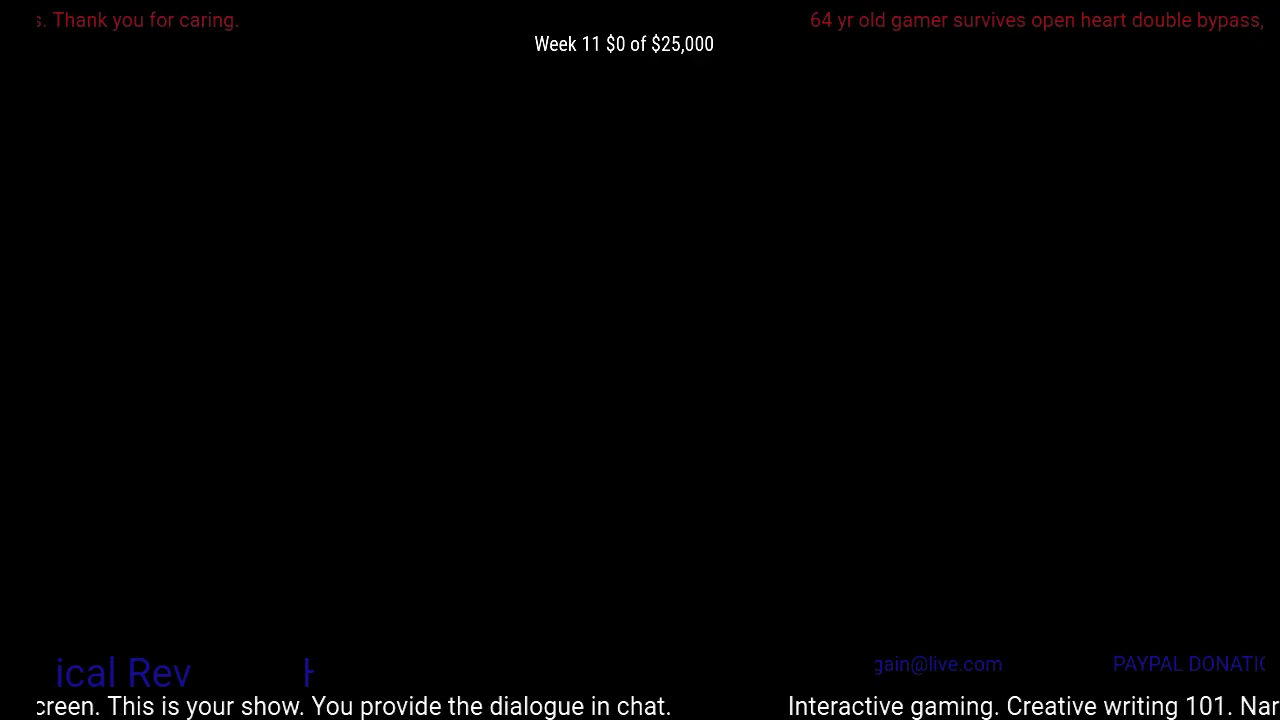 . Thank you for caring. 64 yr old gamer survives open heart double bypass,
Week 11 $0 of $25,000
ical Rev gain@live.com PAYPAL
creen. This is your show. You provide the dialogue in chat. Interactive gaming. Creative writing 101.